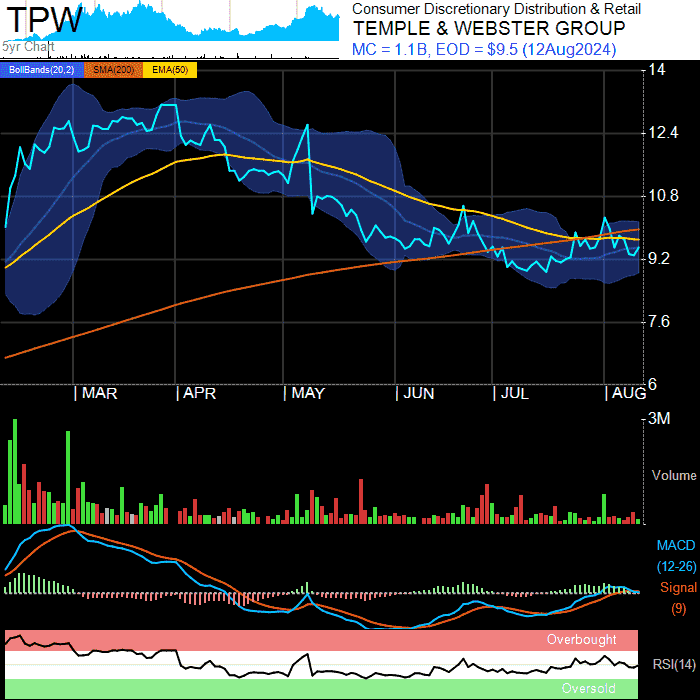 TPW
5yr Chart
Consumer Discretionary Distribution & Retail
TEMPLE & WEBSTER GROUP
MC = 1.1B, EOD = $9.5 (12Aug2024)
BollBands(20,2) SMA(200) EMA(50)
14
12.4
10.8
9.2
7.6
6
| MAR | APR | MAY | JUN | JUL | AUG
3M
Volume
MACD
(12-26)
Signal
(9)
Overbought
RSI(14)
Oversold